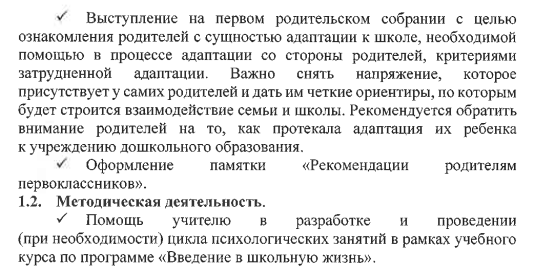 ✓ Выступление на первом родительском собрании с целью
ознакомления родителей с сущностью адаптации к школе, необходимой
помощью в процессе адаптации со стороны родителей, критериями
затрудненной адаптации. Важно снять напряжение, которое
присутствует у самих родителей и дать им четкие ориентиры, по которым
будет строится взаимодействие семьи и школы. Рекомендуется обратить
внимание родителей на то, как протекала адаптация их ребенка
к учреждению дошкольного образования.
✓ Оформление памятки «Рекомендации родителям
первоклассников».
1.2. Методическая деятельность.
✓ Помощь учителю в разработке и проведении
(при необходимости) цикла психологических занятий в рамках учебного
курса по программе «Введение в школьную жизнь».